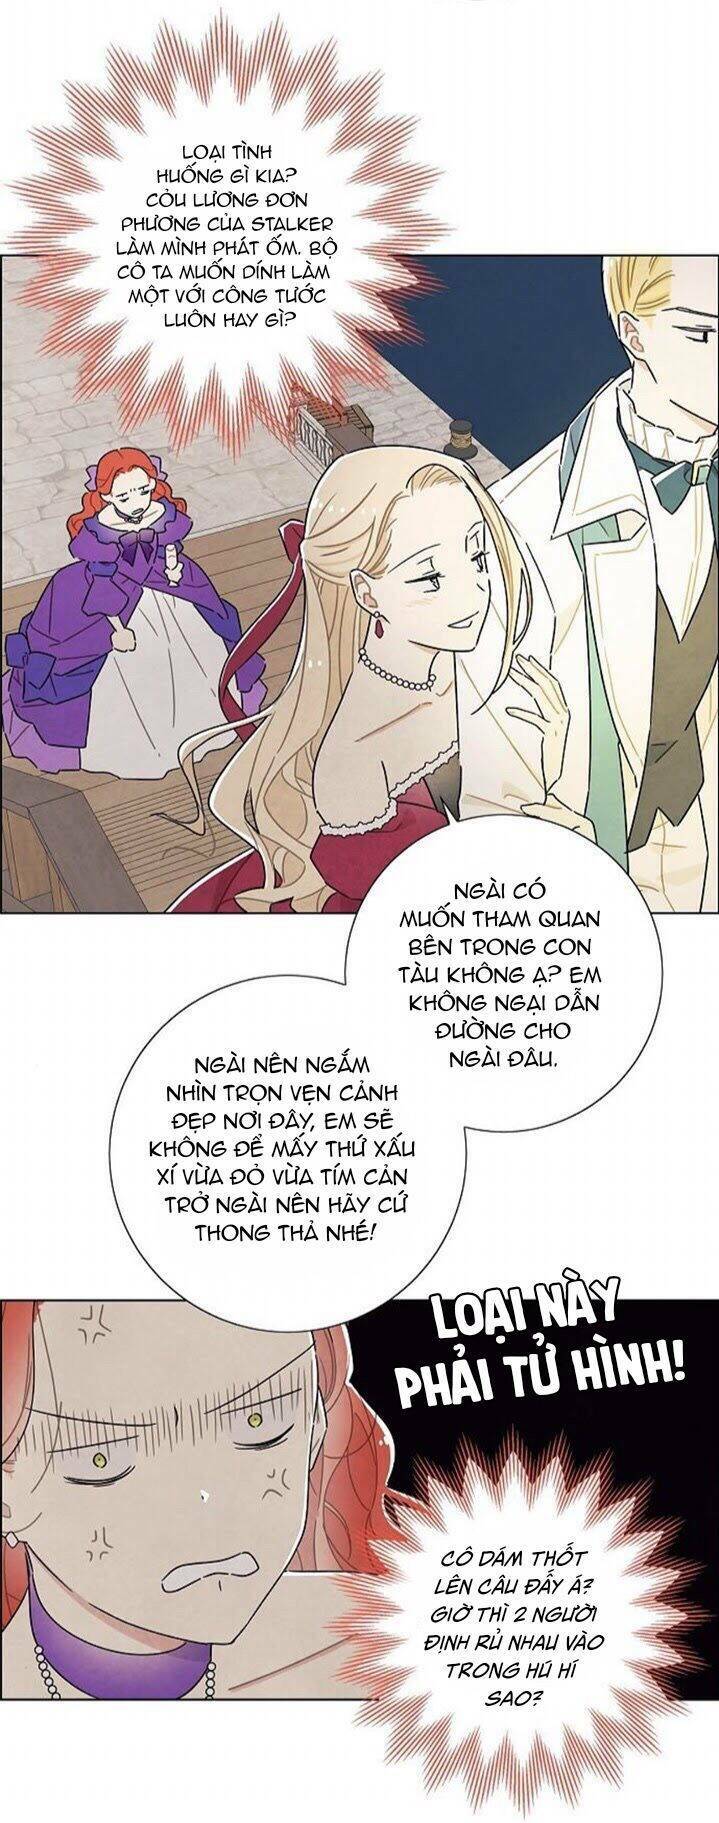 LOẠI TÌNH
HUỐNG GÌ KIA?
CỎU LƯƠNG ĐƠN
PHƯƠNG CỦA STALKER
LÀM MÌNH PHÁT ỐM. BỘ
CÔ TA MUỐN DÍNH LÀM
MỘT VỚI CÔNG TƯỚC
LUÔN HAY GÌ?
NGÀI CÓ
MUỐN THAM QUAN
BÊN TRONG CON
TÀU KHÔNG Ạ? EM
KHÔNG NGẠI DẪN
ĐƯỜNG CHO
NGÀI ĐÂU.
NGÀI NÊN NGẮM
NHÌN TRỌN VẸN CẢNH
ĐẸP NƠI ĐÂY, EM SẼ
KHÔNG ĐỂ MẤY THỨ XẤU
XÍ VỪA ĐỎ VỪA TÍM CẢN
TRỞ NGÀI NÊN HÃY CỨ
THONG THẢ NHÉ!
LOẠI NÀY
PHẢI TỬ HÌNH!
CÔ DÁM THỐT
LÊN CÂU ĐẤY Á?
GIỜ THÌ 2 NGƯỜI
ĐỊNH RỦ NHAU VÀO
TRONG HÚ HÍ
SAO?